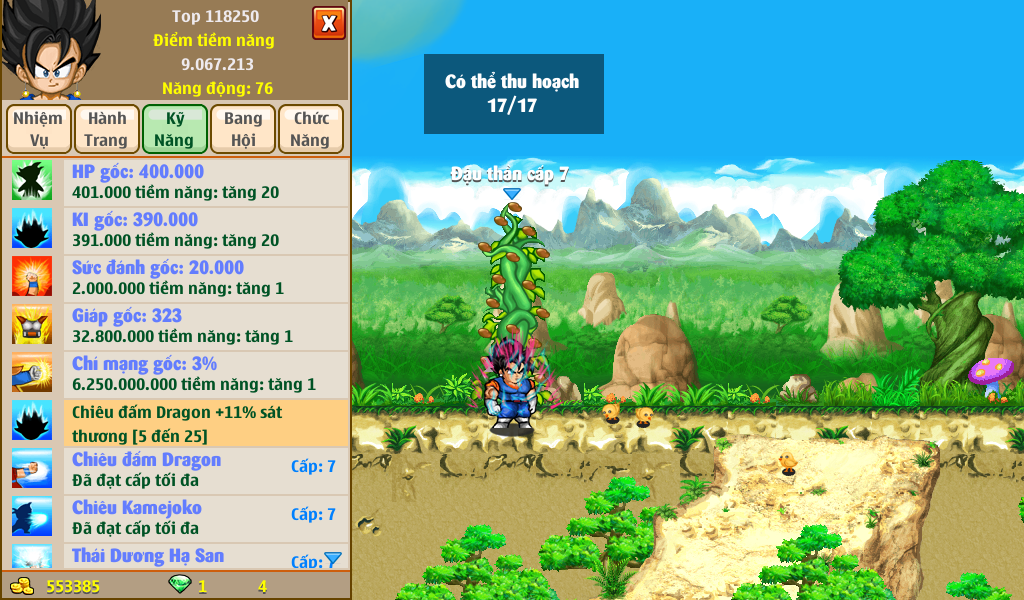 Top 118250
Điểm tiềm năng
9.067.213
Năng động: 76
X
Nhiệm Vụ
Hành Trang
Kỹ Năng
Bang Hội
Chức Năng
HP gốc: 400.000
401.000 tiềm năng: tăng 20
KI gốc: 390.000
391.000 tiềm năng: tăng 20
Sức đánh gốc: 20.000
2.000.000 tiềm năng: tăng 1
Giáp gốc: 323
32.800.000 tiềm năng: tăng 1
Chí mạng gốc: 3%
6.250.000.000 tiềm năng: tăng 1
Chiêu đấm Dragon +11% sát
thương [5 đến 25]
Chiêu đấm Dragon
Cấp: 7
Đã đạt cấp tối đa
Chiêu Kamejoko
Cấp: 7
Đã đạt cấp tối đa
Thái Dương Hạ San
Cấp:
553385
1
4
Có thể thu hoạch
17/17
Đậu thần cấp 7